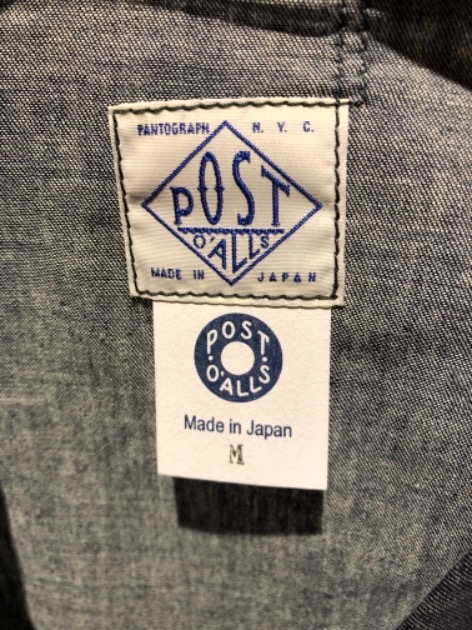 PANTOGRAPH N. Y. C.
POST
O'ALLS
MADE IN JAPAN
POST
·O'ALLS·
Made in Japan
M